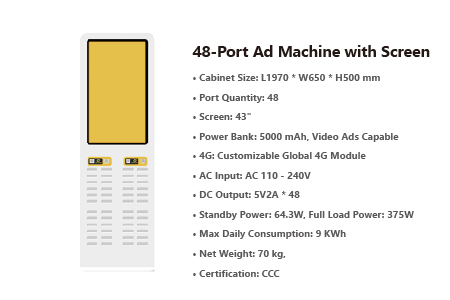 48-Port Ad Machine with Screen
• Cabinet Size: L1970 * W650 * H500 mm
• Port Quantity: 48
• Screen: 43"
• Power Bank: 5000 mAh, Video Ads Capable
• 4G: Customizable Global 4G Module
• AC Input: AC 110 - 240V
• DC Output: 5V2A * 48
• Standby Power: 64.3W, Full Load Power: 375W
• Max Daily Consumption: 9 KWh
• Net Weight: 70 kg,
• Certification: CCC